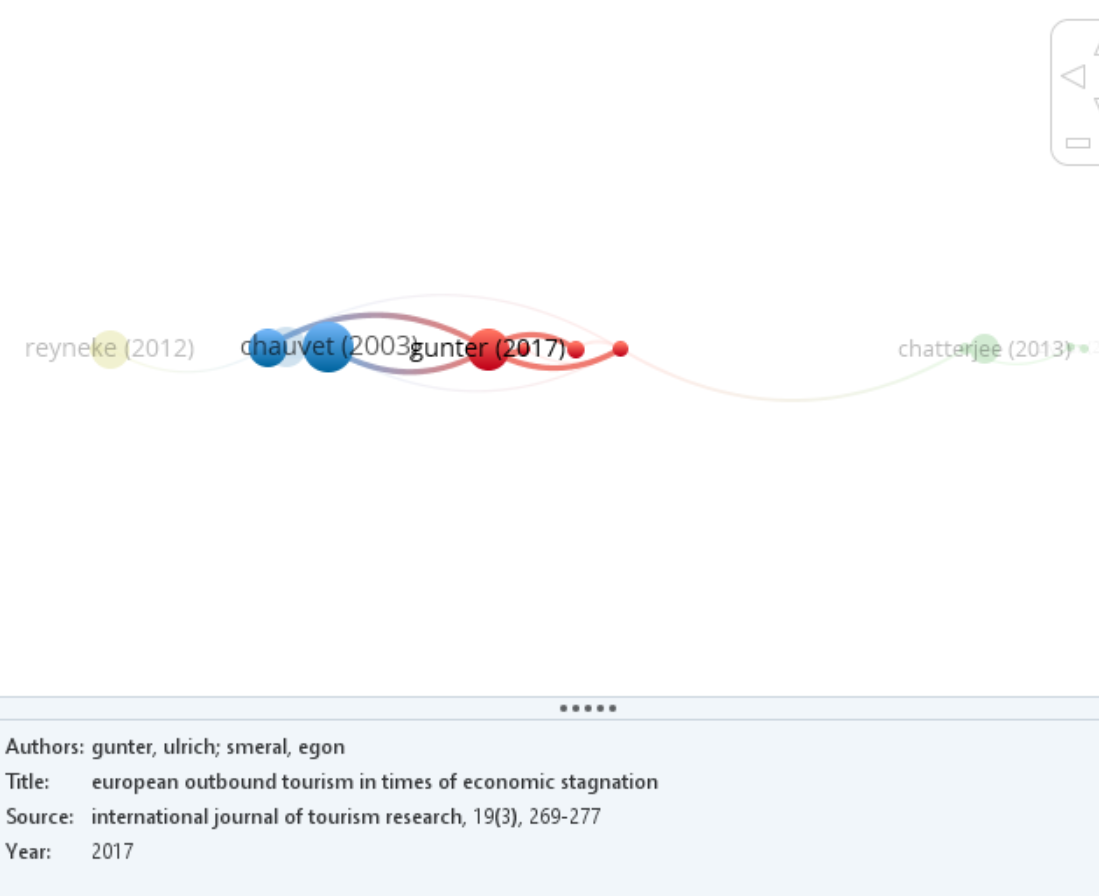 reyneke (2012)
chauvet (2003)
gunter (2017)
chatterjee (2013)
Authors: gunter, ulrich; smeral, egon
Title: european outbound tourism in times of economic stagnation
Source: international journal of tourism research, 19(3), 269-277
Year: 2017